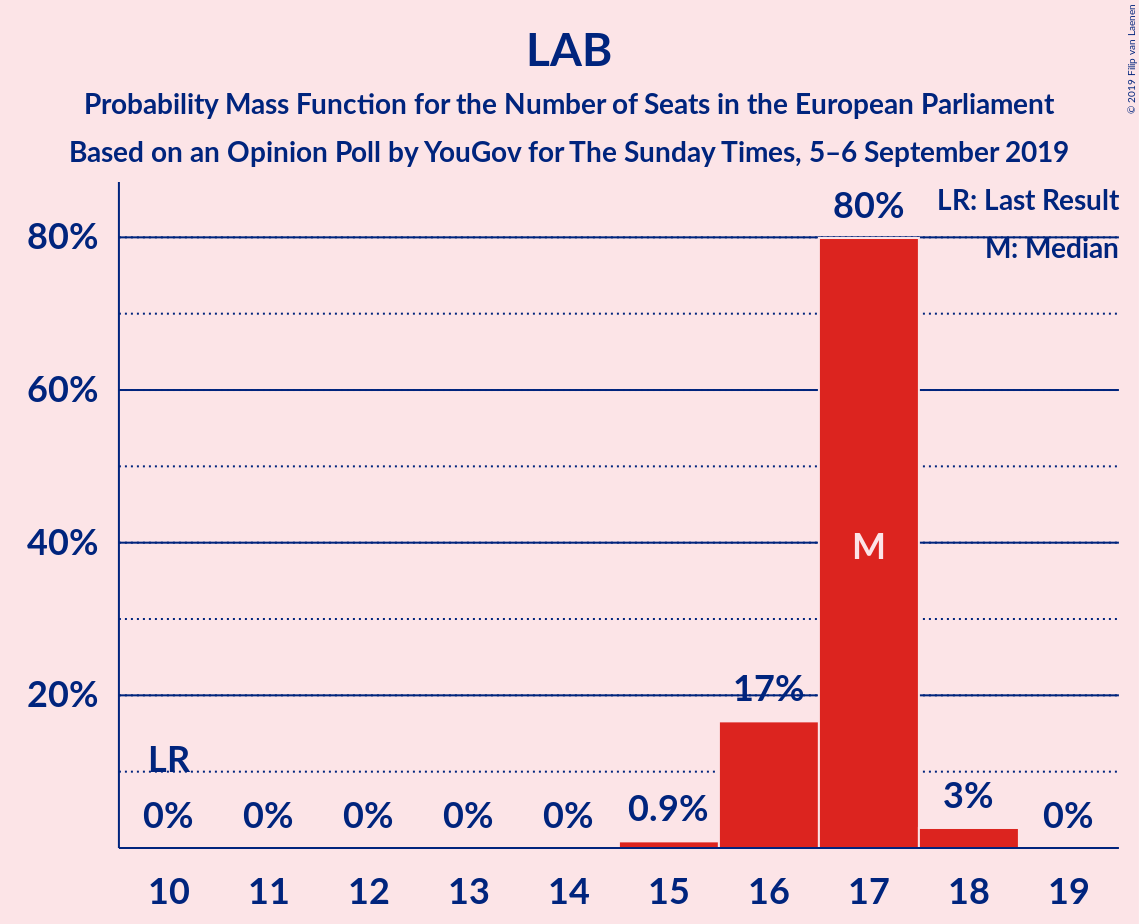 LAB
Probability Mass Function for the Number of Seats in the European Parliament
Based on an Opinion Poll by YouGov for The Sunday Times, 5–6 September 2019
© 2019 Filip van Laenen
LR: Last Result
M: Median
80%
60%
40%
20%
LR
0%
0%
0%
0%
0%
0.9%
17%
80%
M
3%
0%
10 11 12 13 14 15 16 17 18 19